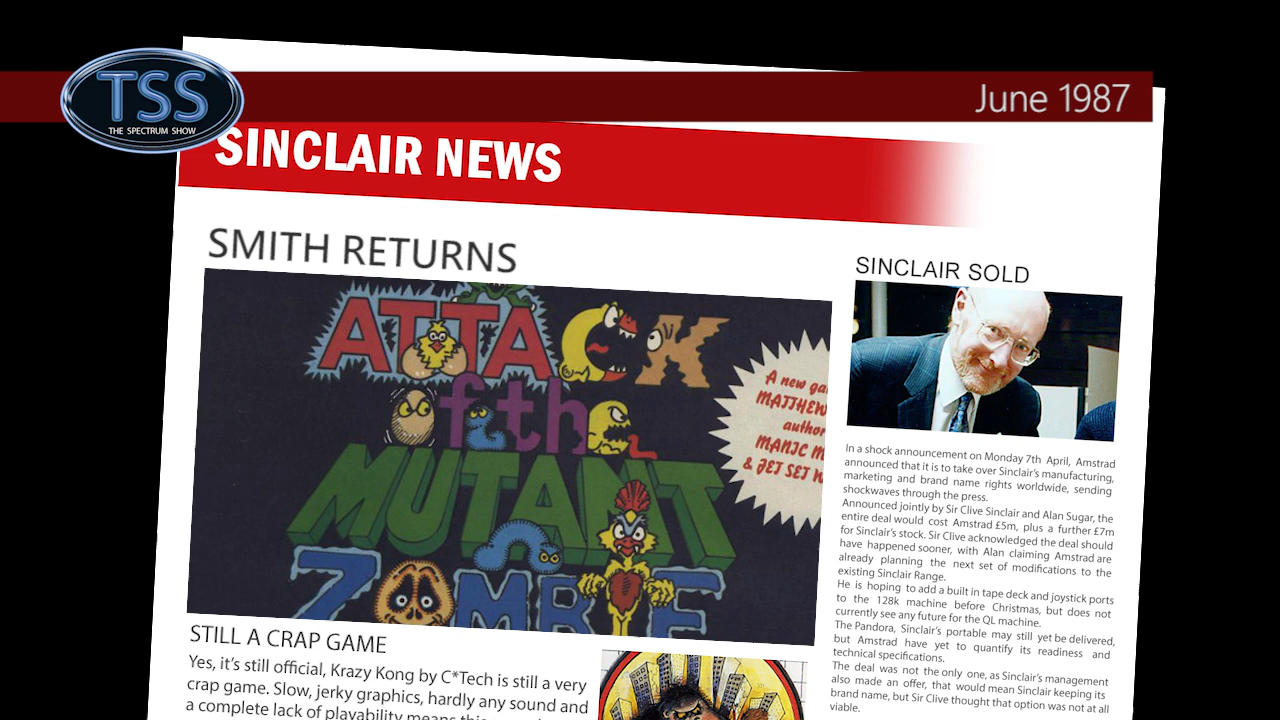 TSS
THE SPECTRUM SHOW
June 1987
SINCLAIR NEWS
SMITH RETURNS
ATTACK
of the
MUTANT
ZOMBIE
A new
MATTHEW
author
MANIC
& JET SET
STILL A CRAP GAME
Yes, it's still official, Krazy Kong by C*Tech is still a very
crap game. Slow, jerky graphics, hardly any sound and
a complete lack of playability means
SINCLAIR SOLD
In a shock announcement on Monday 7th April, Amstrad
announced that it is to take over Sinclair's manufacturing,
marketing and brand name rights worldwide, sending
shockwaves through the press.
Announced jointly by Sir Clive Sinclair and Alan Sugar, the
entire deal would cost Amstrad £5m, plus a further £7m
for Sinclair's stock. Sir Clive acknowledged the deal should
have happened sooner, with Alan claiming Amstrad are
already planning the next set of modifications to the
existing Sinclair Range.
He is hoping to add a built in tape deck and joystick ports
to the 128k machine before Christmas, but does not
currently see any future for the QL machine.
The Pandora, Sinclair's portable may still yet be delivered,
but Amstrad have yet to quantify its readiness and
technical specifications.
The deal was not the only one, as Sinclair's management
also made an offer, that would mean Sinclair keeping its
brand name, but Sir Clive thought that option was not at all
viable.